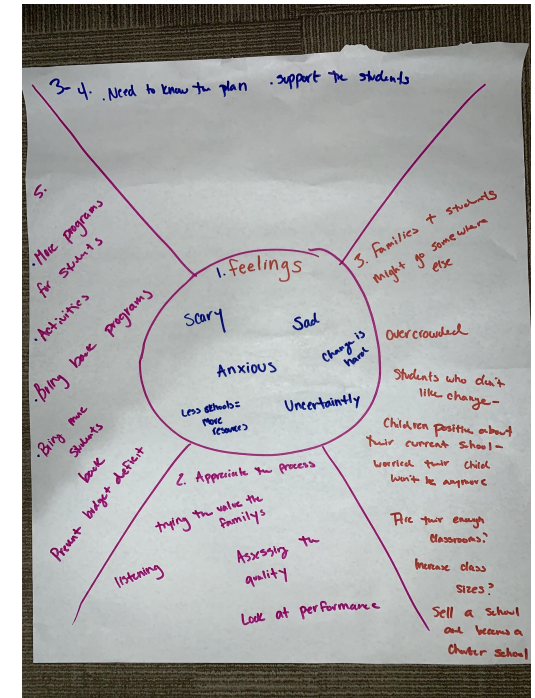 3-4. . Need to know the plan . Support the students
5.
. More programs
for students
. Activities
. Bring back programs
. Bring more
students
back
Prevent budget deficit
1. feelings
Scary
Sad
Anxious
Change is
hard
Less schools =
more
resources
Uncertaintly
2. Appreciate the process
trying the value the
familys
listening
Assessing the
quality
Look at performance
3. Families + students
might go somewhere
else
Overcrowded
Students who don't
like change-
Children positive about
their current school-
worried their child
won't be anymore
Are their enough
classrooms?
Increase class
sizes?
Sell a school
and becomes a
Charter school